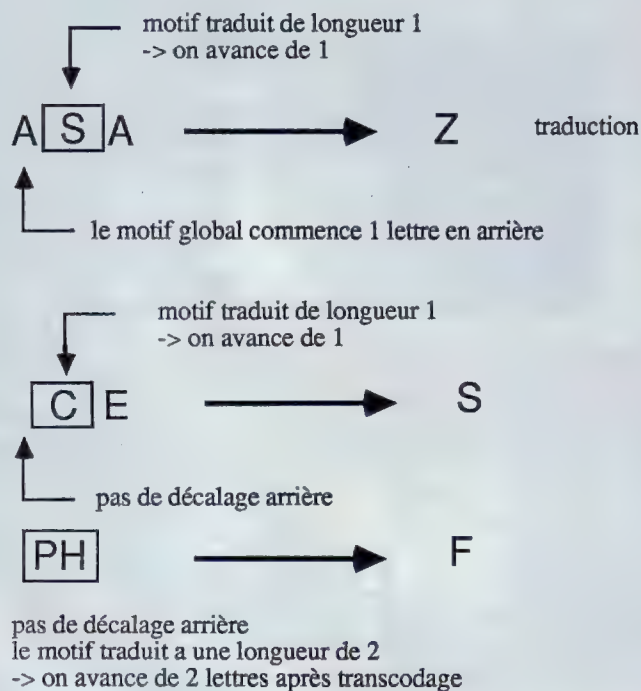 motif traduit de longueur 1
-> on avance de 1
A S A Z traduction
le motif global commence 1 lettre en arrière
motif traduit de longueur 1
-> on avance de 1
C E S
pas de décalage arrière
PH F
pas de décalage arrière
le motif traduit a une longueur de 2
-> on avance de 2 lettres après transcodage